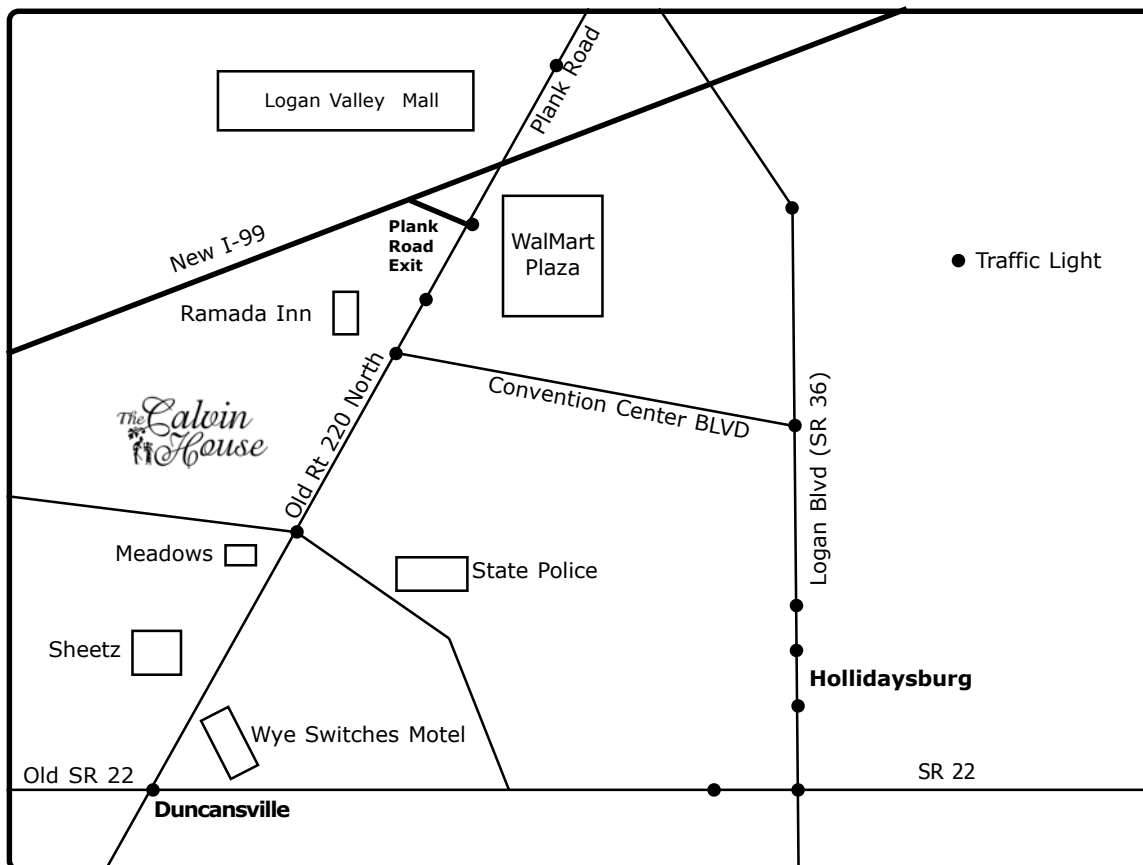 Plank Road
Logan Valley Mall
New I-99
Plank
Road
Exit
WalMart
Plaza
Traffic Light
Ramada Inn
Convention Center BLVD
Old Rt 220 North
Logan Blvd (SR 36)
The Calvin
House
Meadows
State Police
Sheetz
Hollidaysburg
Wye Switches Motel
Old SR 22
SR 22
Duncansville